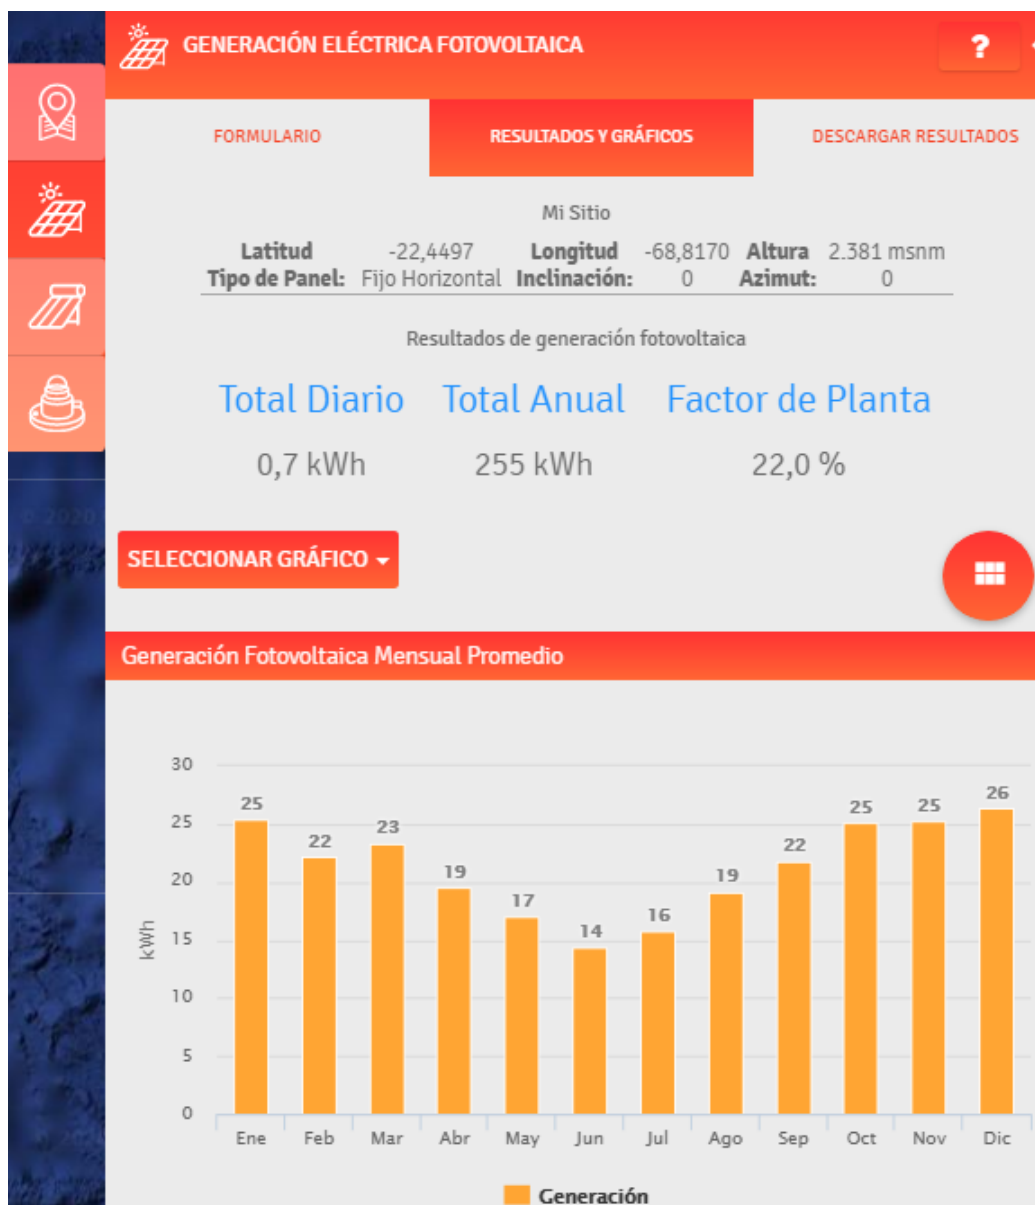 GENERACIÓN ELÉCTRICA FOTOVOLTAICA ?
FORMULARIO RESULTADOS Y GRÁFICOS DESCARGAR RESULTADOS
Mi Sitio
Latitud -22,4497 Longitud -68,8170 Altura 2.381 msnm
Tipo de Panel: Fijo Horizontal Inclinación: 0 Azimut: 0
Resultados de generación fotovoltaica
Total Diario Total Anual Factor de Planta
0,7 kWh 255 kWh 22,0 %
© 2020
SELECCIONAR GRÁFICO
Generación Fotovoltaica Mensual Promedio
30
25
20
15
10
5
0
kWh
25 22 23 19 17 14 16 19 22 25 25 26
Ene Feb Mar Abr May Jun Jul Ago Sep Oct Nov Dic
Generación